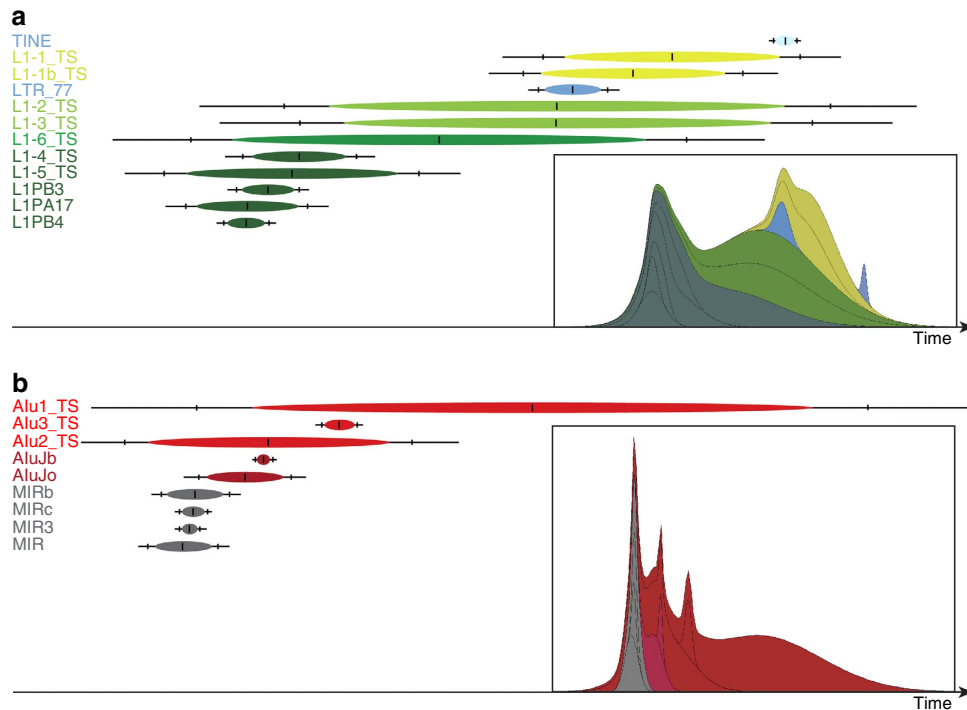 a
TINE
L1-1_TS
L1-1b_TS
LTR_77
L1-2_TS
L1-3_TS
L1-6_TS
L1-4_TS
L1-5_TS
L1PB3
L1PA17
L1PB4
Time
b
Alu1_TS
Alu3_TS
Alu2_TS
AluJb
AluJo
MIRb
MIRc
MIR3
MIR
Time